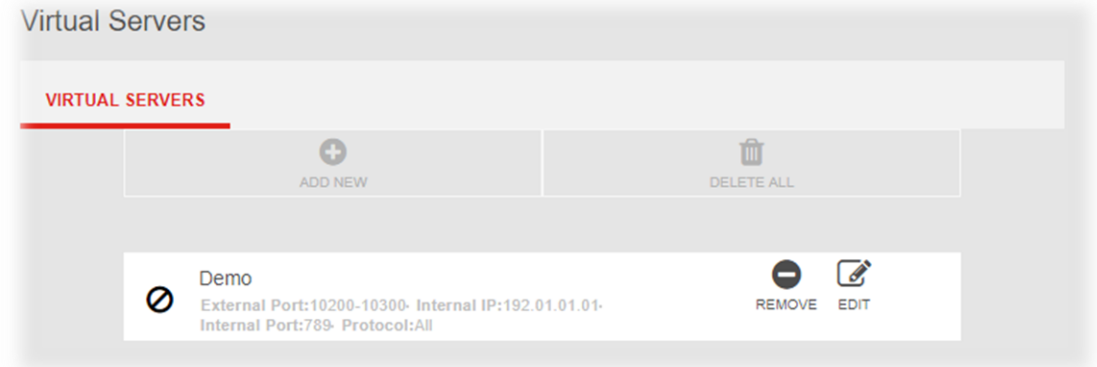 Virtual Servers
VIRTUAL SERVERS
ADD NEW
DELETE ALL
Demo
External Port:10200-10300· Internal IP:192.01.01.01·
Internal Port:789· Protocol:All
REMOVE
EDIT